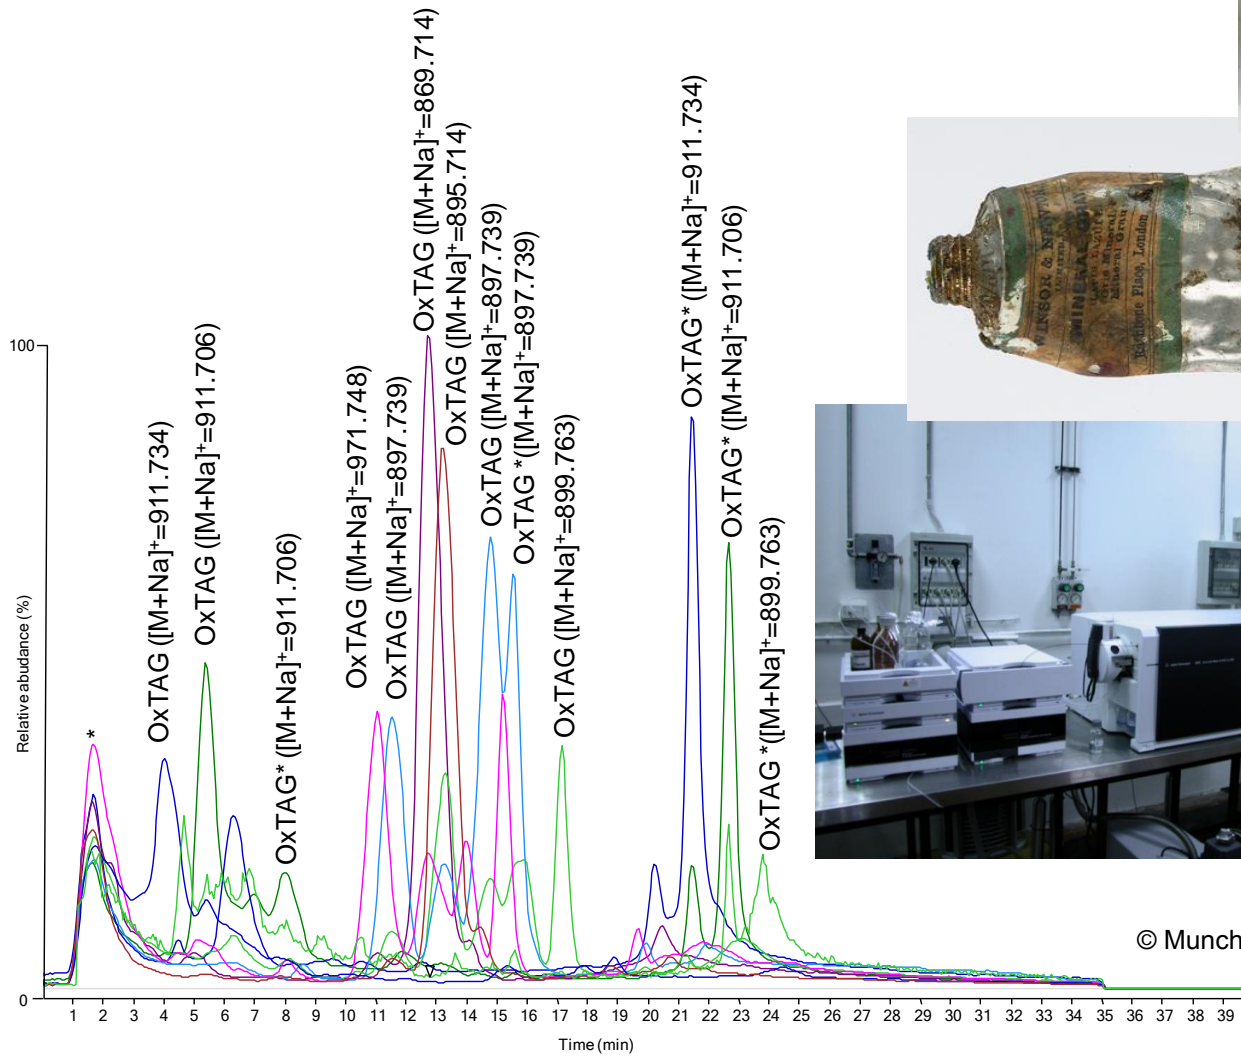 OxTAG ([M+Na]+=911.734)
OxTAG ([M+Na]+=911.706)
OxTAG* ([M+Na]+=911.706)
OxTAG ([M+Na]+=971.748)
OxTAG ([M+Na]+=897.739)
OxTAG ([M+Na]+=869.714)
OxTAG ([M+Na]+=895.714)
OxTAG ([M+Na]+=897.739)
OxTAG *([M+Na]+=897.739)
OxTAG ([M+Na]+=899.763)
OxTAG* ([M+Na]+=911.734)
OxTAG* ([M+Na]+=911.706)
OxTAG *([M+Na]+=899.763)
*
100
0
Relative abudance (%)
1 2 3 4 5 6 7 8 9 10 11 12 13 14 15 16 17 18 19 20 21 22 23 24 25 26 27 28 29 30 31 32 33 34 35 36 37 38 39
Time (min)
WINSOR & NEWTON
MINERAL GRAY
Mineral Grau
Rathbone Place, London
© Munch